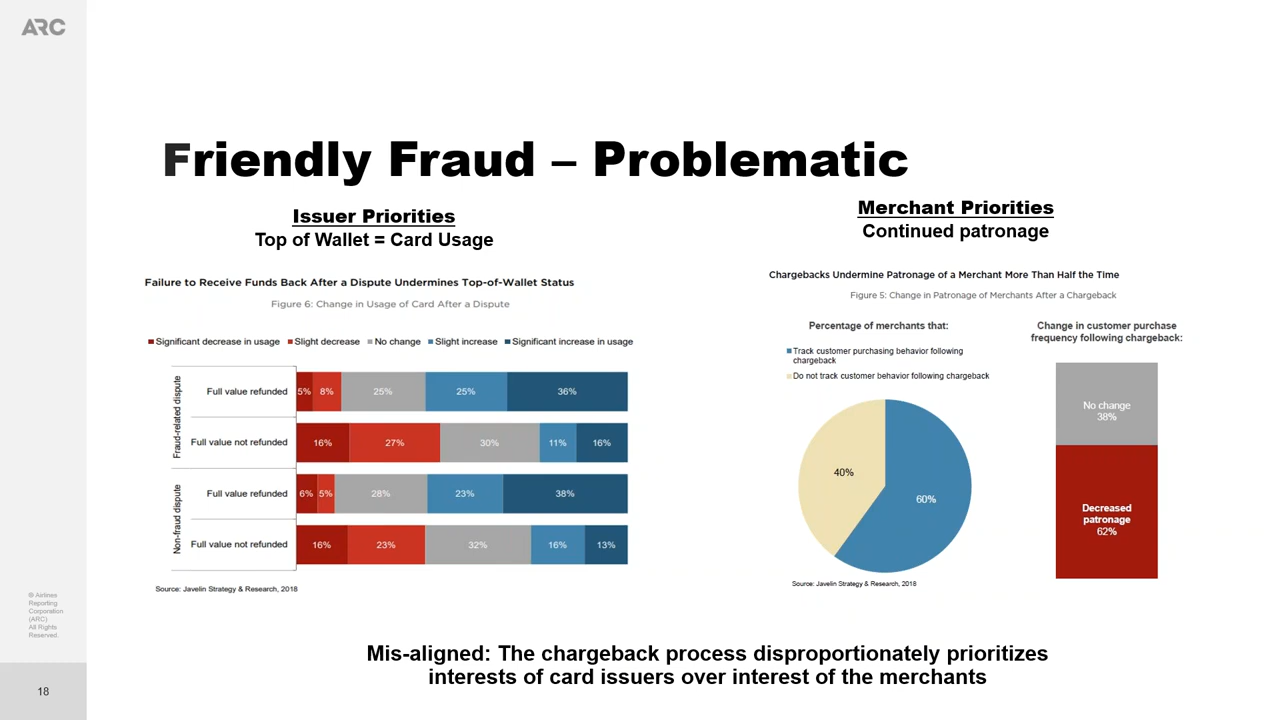 ARC
Friendly Fraud – Problematic
Issuer Priorities
Top of Wallet = Card Usage
Failure to Receive Funds Back After a Dispute Undermines Top-of-Wallet Status
Figure 6: Change in Usage of Card After a Dispute
Significant decrease in usage Slight decrease No change Slight increase Significant increase in usage
Fraud-related dispute
Full value refunded 5% 8% 25% 25% 36%
Full value not refunded 16% 27% 30% 11% 16%
Non-fraud dispute
Full value refunded 6% 5% 28% 23% 38%
Full value not refunded 16% 23% 32% 16% 13%
Source: Javelin Strategy & Research, 2018
Merchant Priorities
Continued patronage
Chargebacks Undermine Patronage of a Merchant More Than Half the Time
Figure 5: Change in Patronage of Merchants After a Chargeback
Percentage of merchants that:
Track customer purchasing behavior following
chargeback
Do not track customer behavior following chargeback
40%
60%
Source: Javelin Strategy & Research, 2018
Change in customer purchase
frequency following chargeback:
No change
38%
Decreased
patronage
62%
Mis-aligned: The chargeback process disproportionately prioritizes
interests of card issuers over interest of the merchants
© Airlines
Reporting
Corporation
(ARC)
All Rights
Reserved.
18